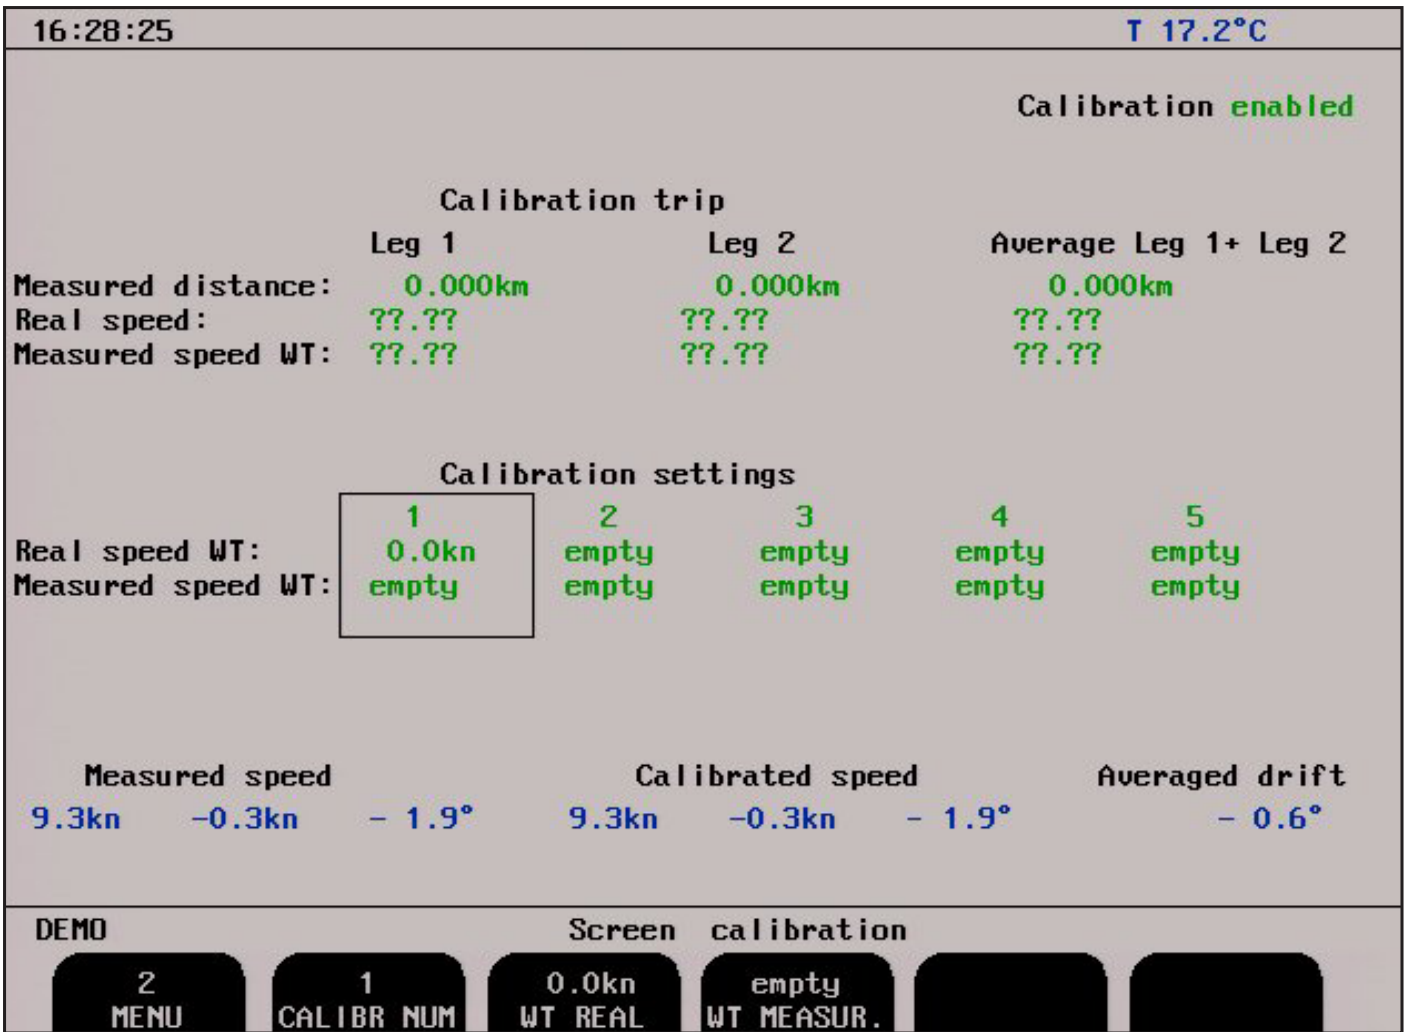 16:28:25 T 17.2°C
Calibration enabled
Calibration trip
Leg 1 Leg 2 Average Leg 1+ Leg 2
Measured distance: 0.000km 0.000km 0.000km
Real speed: ??.?? ??.?? ??.??
Measured speed WT: ??.?? ??.?? ??.??
Calibration settings
1 2 3 4 5
Real speed WT: 0.0kn empty empty empty empty
Measured speed WT: empty empty empty empty empty
Measured speed Calibrated speed Averaged drift
9.3kn -0.3kn - 1.9° 9.3kn -0.3kn - 1.9° - 0.6°
DEMO Screen calibration
2 1 0.0kn empty
MENU CALIBR NUM WT REAL WT MEASUR.